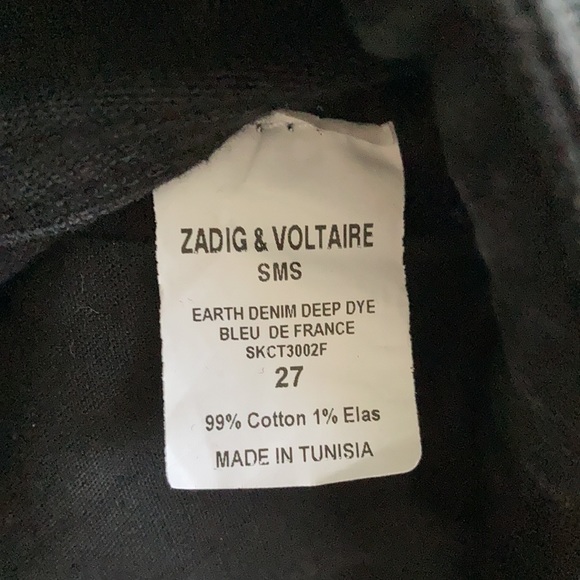 ZADIG & VOLTAIRE
SMS
EARTH DENIM DEEP DYE
BLEU DE FRANCE
SKCT3002F
27
99% Cotton 1% Elas
MADE IN TUNISIA